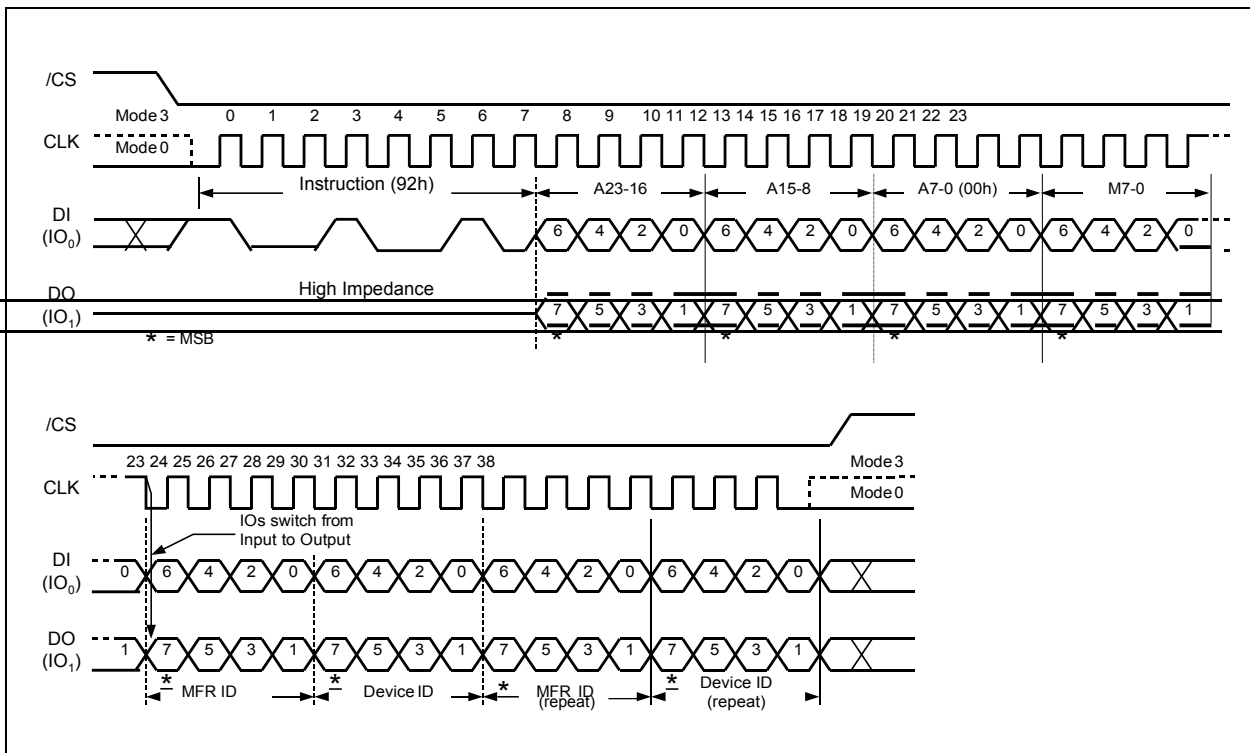 /CS
Mode 3 0 1 2 3 4 5 6 7 8 9 10 11 12 13 14 15 16 17 18 19 20 21 22 23
CLK Mode 0
Instruction (92h) A23-16 A15-8 A7-0 (00h) M7-0
DI
(IO0) 6 4 2 0 6 4 2 0 6 4 2 0 6 4 2 0
DO High Impedance
(IO1) 7 5 3 1 7 5 3 1 7 5 3 1 7 5 3 1
* = MSB * * * *
/CS
23 24 25 26 27 28 29 30 31 32 33 34 35 36 37 38 Mode 3
CLK Mode 0
IOs switch from
Input to Output
DI
(IO0) 0 6 4 2 0 6 4 2 0 6 4 2 0 6 4 2 0
DO
(IO1) 1 7 5 3 1 7 5 3 1 7 5 3 1 7 5 3 1
* MFR ID * Device ID * MFR ID
(repeat) * Device ID
(repeat)